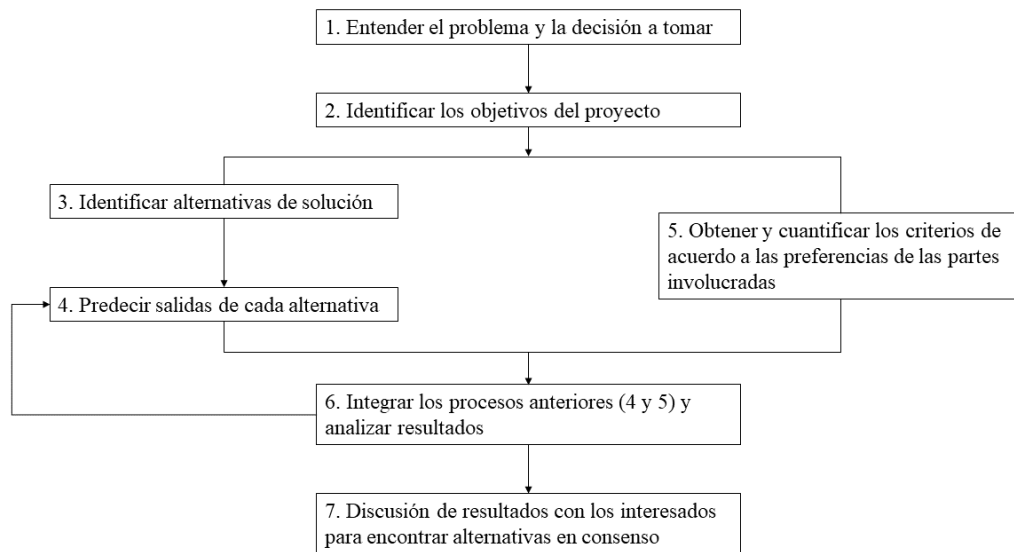 1. Entender el problema y la decisión a tomar
2. Identificar los objetivos del proyecto
3. Identificar alternativas de solución
4. Predecir salidas de cada alternativa
5. Obtener y cuantificar los criterios de
acuerdo a las preferencias de las partes
involucradas
6. Integrar los procesos anteriores (4 y 5) y
analizar resultados
7. Discusión de resultados con los interesados
para encontrar alternativas en consenso